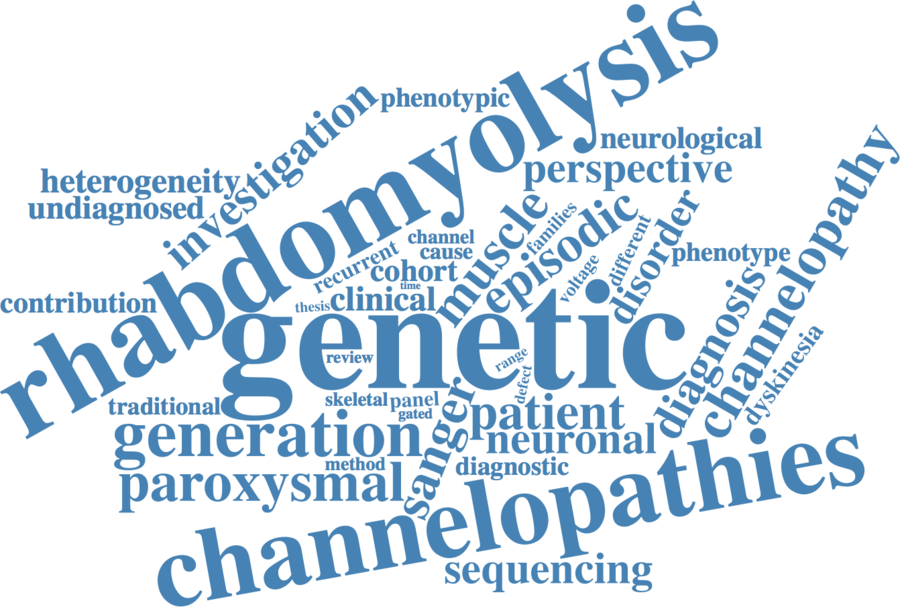 rhabdomyolysis
phenotypic
investigation
neurological
perspective
heterogeneity
undiagnosed
channelopathy
muscle
families
episodic
different
disorder
channel
cause
recurrent
cohort
time
voltage
phenotype
contribution
thesis
clinical
genetic
diagnosis
review
range
defect
dyskinesia
traditional
skeletal
panel
gated
sanger
patient
generation
neuronal
method
diagnostic
paroxysmal
channelopathies
sequencing